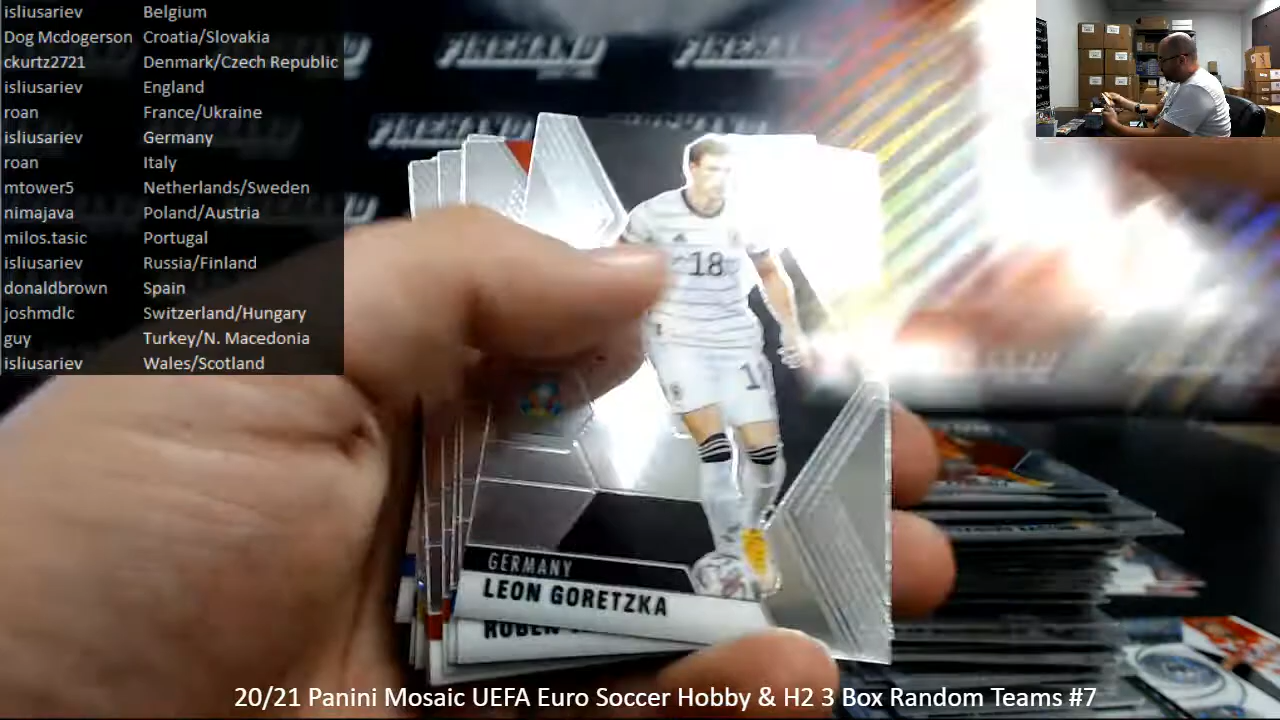 isliusariev Belgium
Dog Mcdogerson Croatia/Slovakia
ckurtz2721 Denmark/Czech Republic
isliusariev England
roan France/Ukraine
isliusariev Germany
roan Italy
mtower5 Netherlands/Sweden
nimajava Poland/Austria
milos.tasic Portugal
isliusariev Russia/Finland
donaldbrown Spain
joshmdlc Switzerland/Hungary
guy Turkey/N. Macedonia
isliusariev Wales/Scotland
FIREHAND FIREHAND
18
GERMANY
LEON GORETZKA
RUBEN
20/21 Panini Mosaic UEFA Euro Soccer Hobby & H2 3 Box Random Teams #7